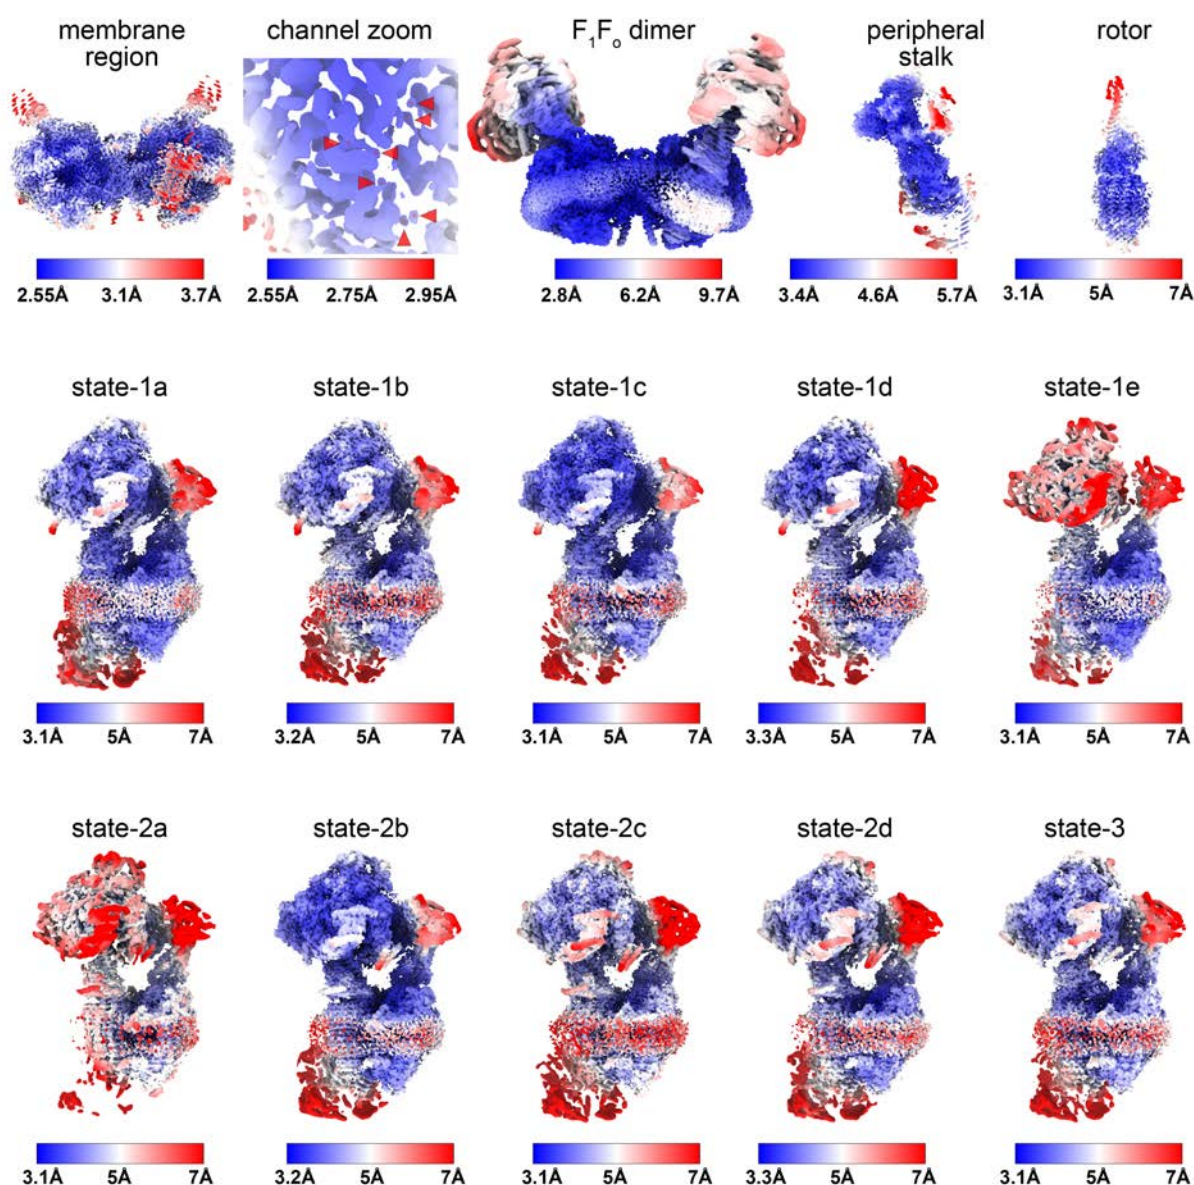 membrane
region
channel zoom
F₁Fₒ dimer
peripheral
stalk
rotor
2.55Å 3.1Å 3.7Å
2.55Å 2.75Å 2.95Å
2.8Å 6.2Å 9.7Å
3.4Å 4.6Å 5.7Å
3.1Å 5Å 7Å
state-1a
state-1b
state-1c
state-1d
state-1e
3.1Å 5Å 7Å
3.2Å 5Å 7Å
3.1Å 5Å 7Å
3.3Å 5Å 7Å
3.1Å 5Å 7Å
state-2a
state-2b
state-2c
state-2d
state-3
3.1Å 5Å 7Å
3.2Å 5Å 7Å
3.1Å 5Å 7Å
3.3Å 5Å 7Å
3.1Å 5Å 7Å